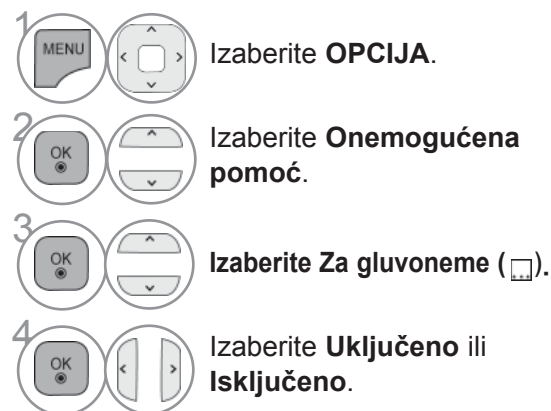 1
MENU
Izaberite OPCIJA.
2
OK
Izaberite Onemogućena
pomoć.
3
OK
Izaberite Za gluvoneme ( ).
4
OK
Izaberite Uključeno ili
Isključeno.